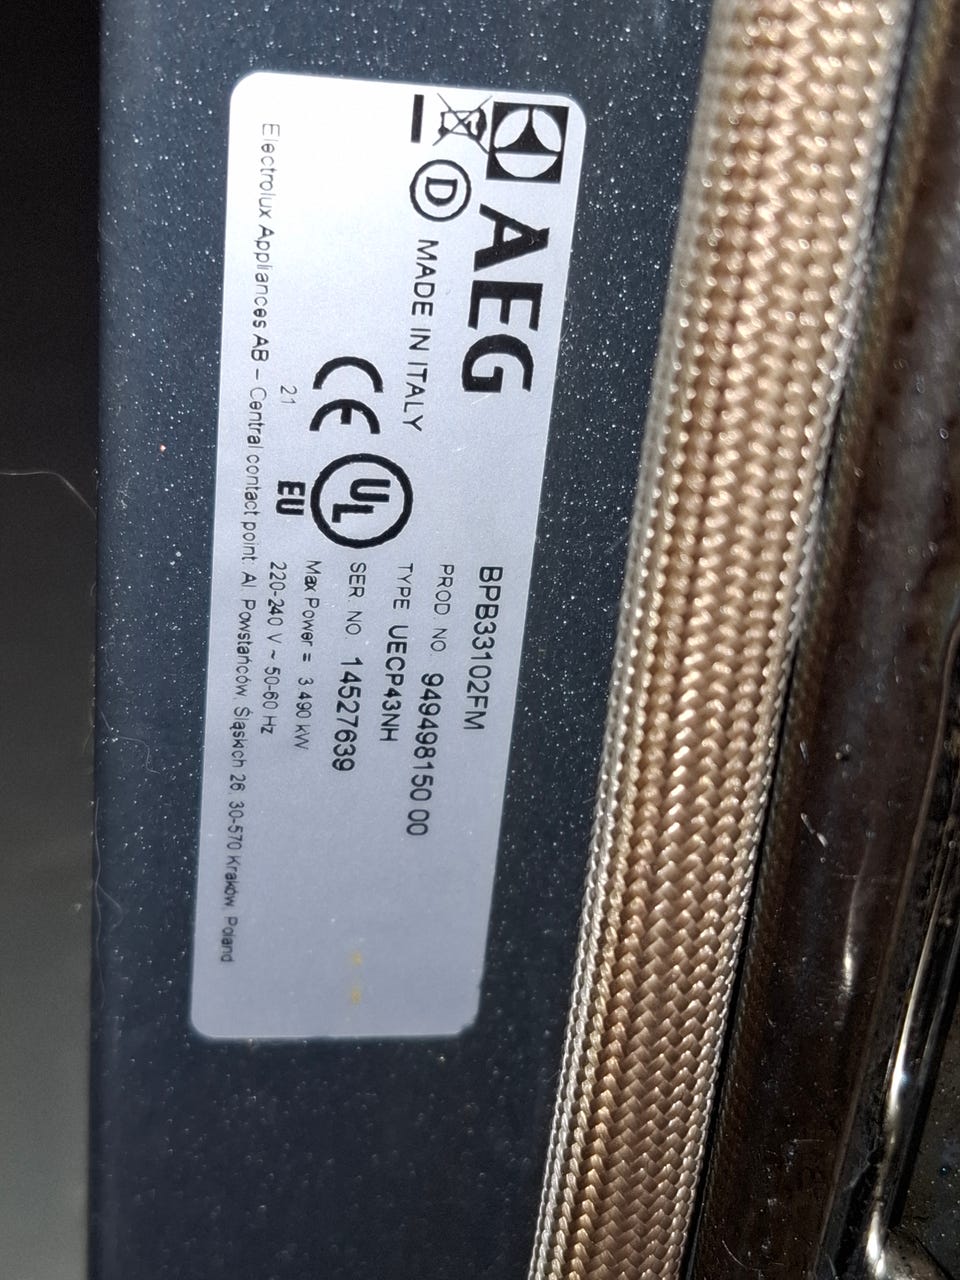 AEG
MADE IN ITALY
D
BPB33102FM
PROD. NO. 949498150 00
TYPE UECP43NH
SER. NO. 14527639
Max Power = 3.490 kW
220-240 V ~ 50-60 Hz
CE
UL
EU
21
Electrolux Appliances AB – Central contact point: Al. Powstańców Śląskich 26, 30-570 Kraków, Poland